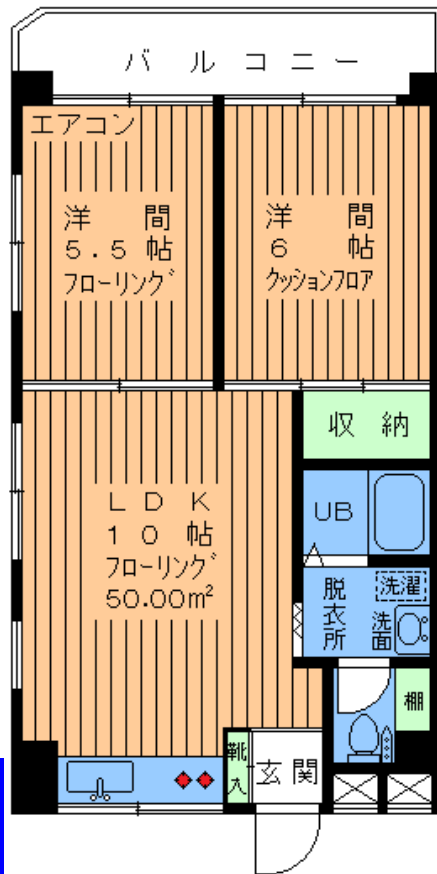 バルコニー
エアコン
洋間
5.5帖
フローリング
洋間
6帖
クッションフロア
収納
LDK
10帖
フローリング
50.00m²
UB
脱衣所
洗濯
洗面
棚
靴入
玄関